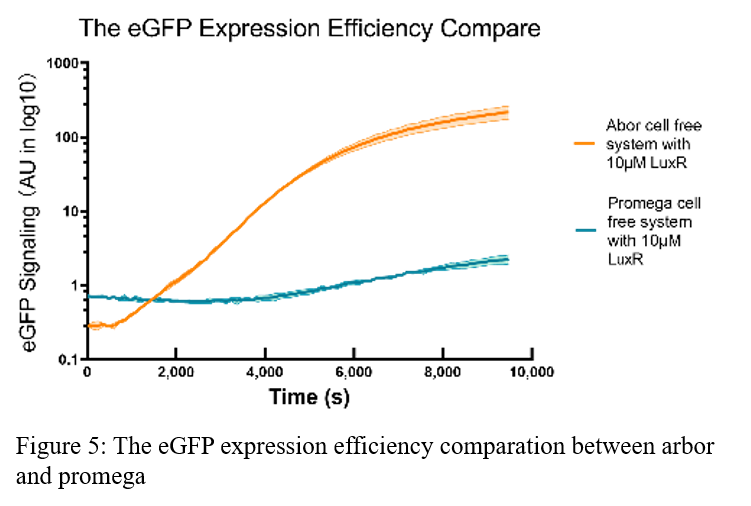 The eGFP Expression Efficiency Compare
eGFP Signaling (AU in log10)
1000
100
10
1
0.1
0
2,000
4,000
6,000
8,000
10,000
Time (s)
Abor cell free
system with
10μM LuxR
Promega cell
free system
with 10μM
LuxR
Figure 5: The eGFP expression efficiency comparation between arbor
and promega